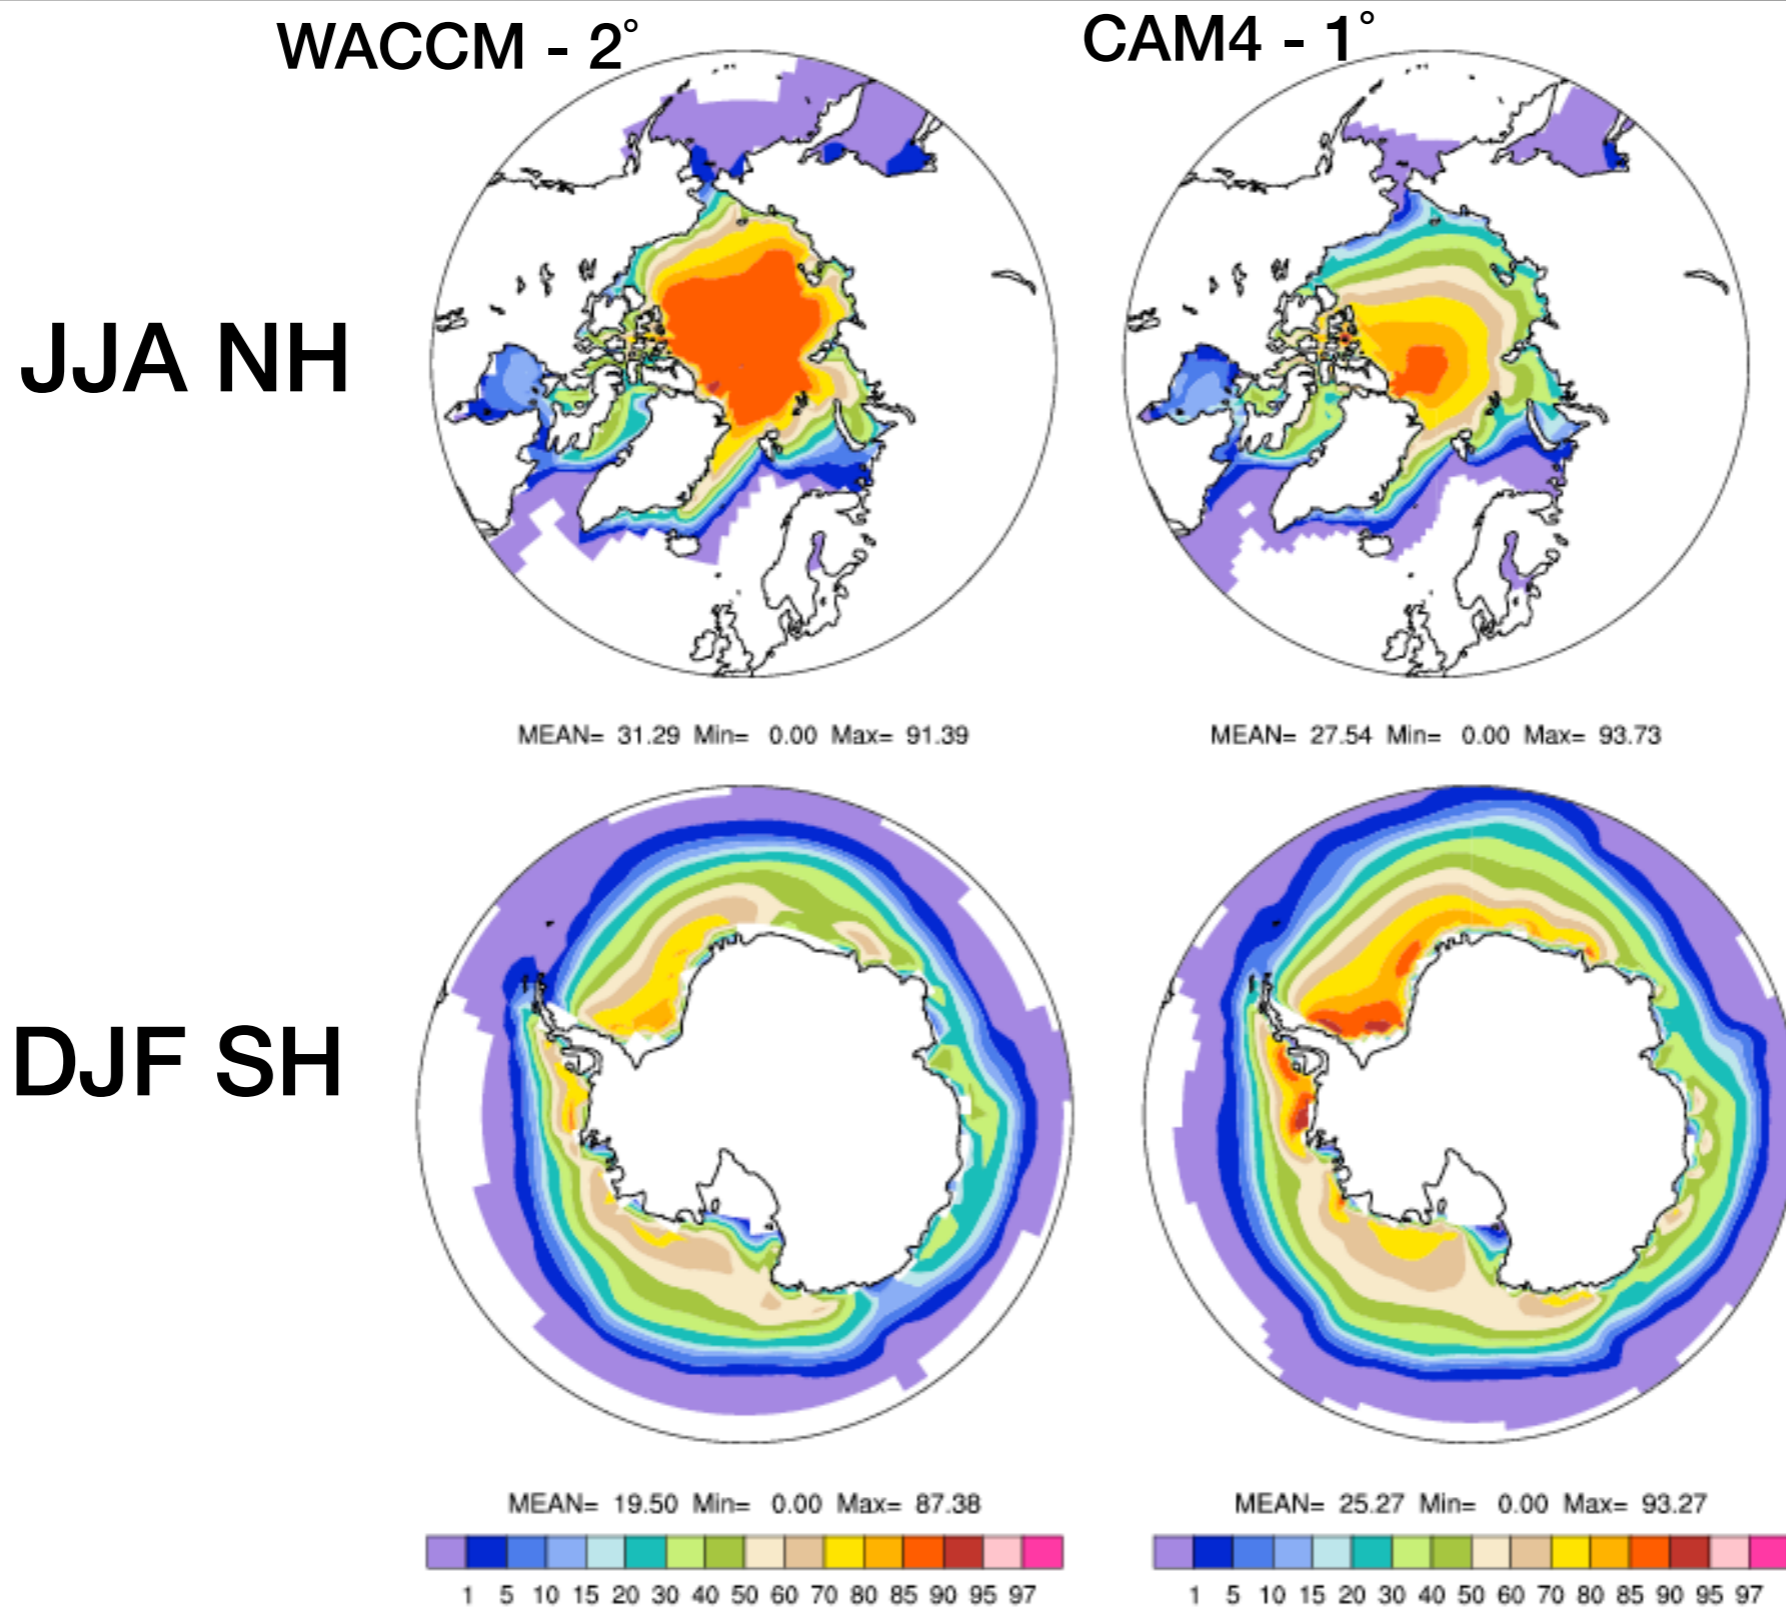 WACCM - 2°
CAM4 - 1°
JJA NH
MEAN= 31.29 Min= 0.00 Max= 91.39
MEAN= 27.54 Min= 0.00 Max= 93.73
DJF SH
MEAN= 19.50 Min= 0.00 Max= 87.38
MEAN= 25.27 Min= 0.00 Max= 93.27
1 5 10 15 20 30 40 50 60 70 80 85 90 95 97
1 5 10 15 20 30 40 50 60 70 80 85 90 95 97